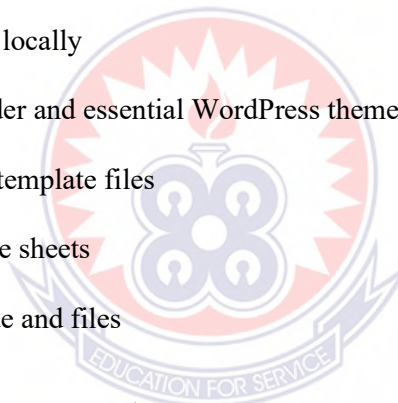 locally
der and essential WordPress theme
template files
e sheets
e and files
EDUCATION FOR SERVICE